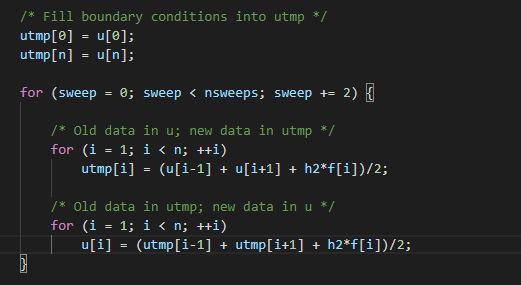 /* Fill boundary conditions into utmp */
utmp[0] = u[0];
utmp[n] = u[n];
for (sweep = 0; sweep < nsweeps; sweep += 2) {
/* Old data in u; new data in utmp */
for (i = 1; i < n; ++i)
utmp[i] = (u[i-1] + u[i+1] + h2*f[i])/2;
/* Old data in utmp; new data in u */
for (i = 1; i < n; ++i)
u[i] = (utmp[i-1] + utmp[i+1] + h2*f[i])/2;
}